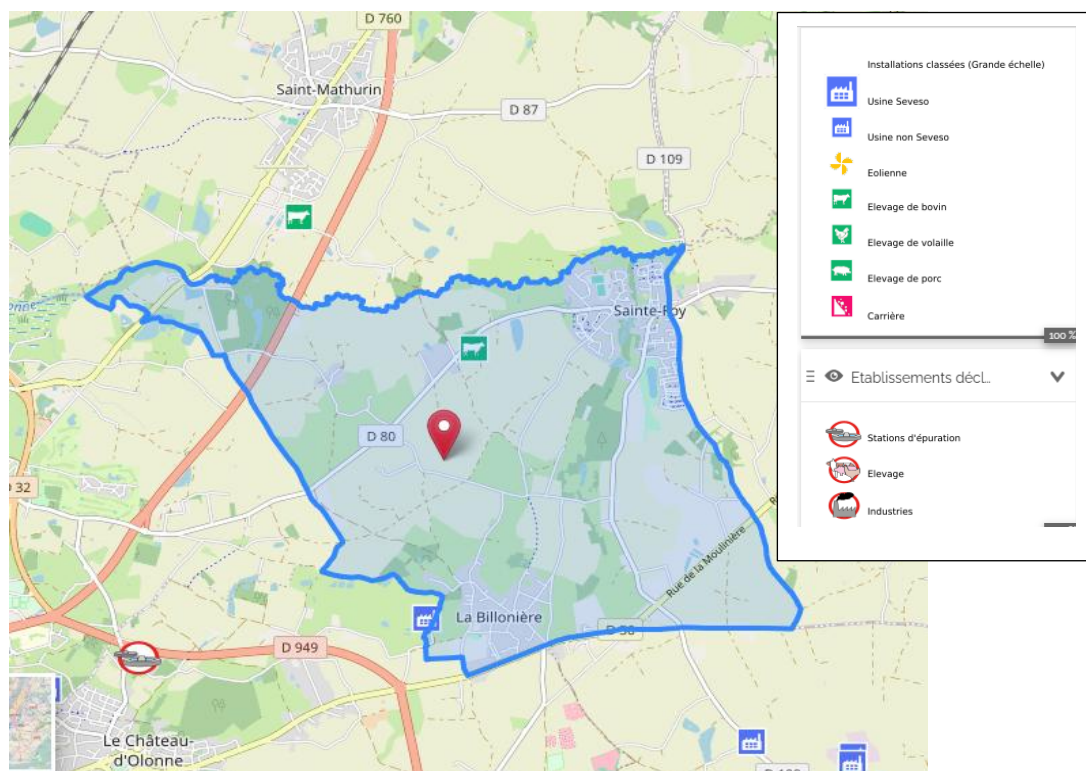 D 760
Saint-Mathurin
D 87
D 109
Sainte-Foy
D 80
D 32
Rue de la Moulinière
La Billonière
D 949
Le Château-
d'Olonne
Installations classées (Grande échelle)
Usine Seveso
Usine non Seveso
Eolienne
Elevage de bovin
Elevage de volaille
Elevage de porc
Carrière
100 %
Etablissements décl...
Stations d'épuration
Elevage
Industries